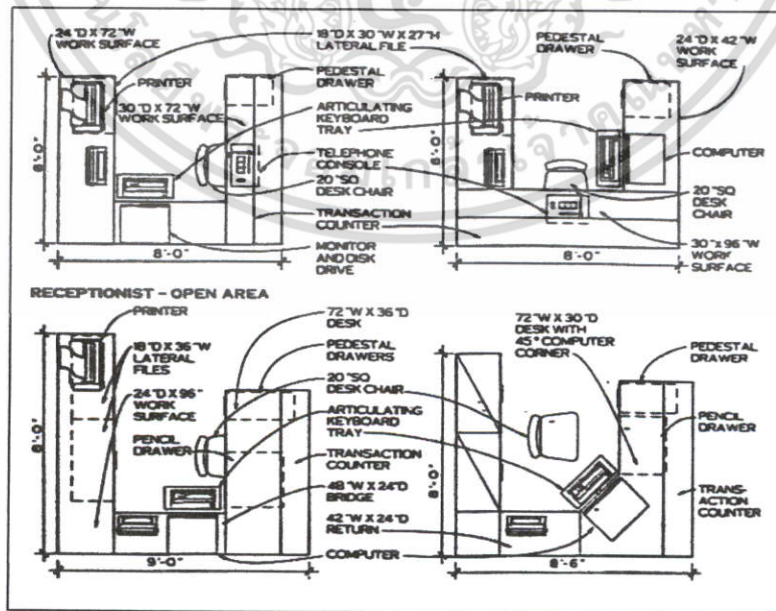 24"D X 72"W
WORK SURFACE
18"D X 30"W X 27"H
LATERAL FILE
PEDESTAL
DRAWER
PRINTER
30"D X 72"W
WORK SURFACE
ARTICULATING
KEYBOARD
TRAY
TELEPHONE
CONSOLE
20"SQ
DESK CHAIR
TRANSACTION
COUNTER
MONITOR
AND DISK
DRIVE
6'-0"
8'-0"
PEDESTAL
DRAWER
24"D X 42"W
WORK
SURFACE
PRINTER
COMPUTER
20"SQ
DESK
CHAIR
30"X 96"W
WORK
SURFACE
6'-0"
8'-0"
RECEPTIONIST - OPEN AREA
PRINTER
18"D X 36"W
LATERAL
FILES
24"D X 96"
WORK
SURFACE
PENCIL
DRAWER
72"W X 36"D
DESK
PEDESTAL
DRAWERS
20"SQ
DESK CHAIR
ARTICULATING
KEYBOARD
TRAY
TRANSACTION
COUNTER
48"W X 24"D
BRIDGE
42"W X 24"D
RETURN
COMPUTER
8'-0"
9'-0"
72"W X 30"D
DESK WITH
45° COMPUTER
CORNER
PEDESTAL
DRAWER
PENCIL
DRAWER
TRANS-
ACTION
COUNTER
8'-0"
8'-6"